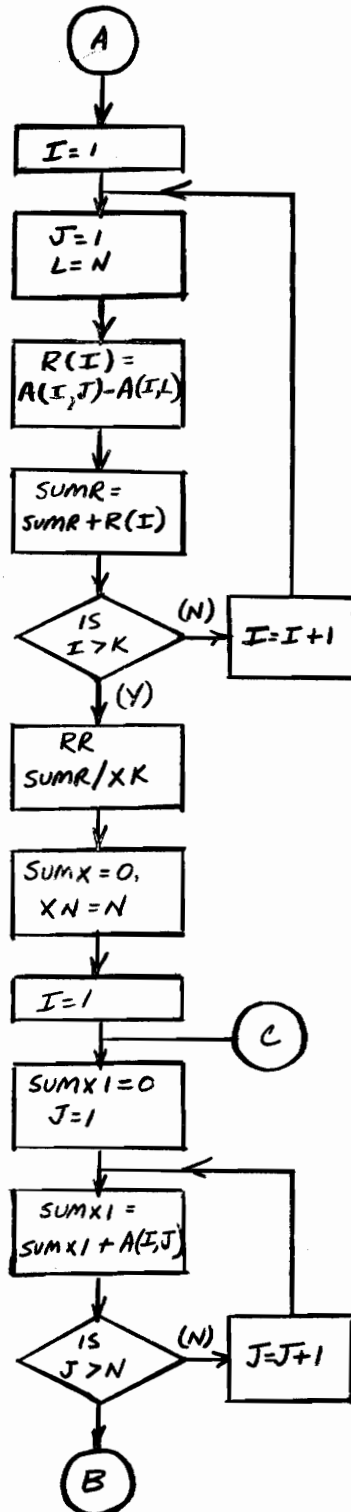 A
I=1
J=1
L=N
R(I)=
A(I,J)-A(I,L)
SUMR=
SUMR+R(I)
IS
I>K
(N)
I=I+1
(Y)
RR
SUMR/XK
SUMX=0,
XN=N
I=1
C
SUMX1=0
J=1
SUMX1=
SUMX1+A(I,J)
IS
J>N
(N)
J=J+1
B